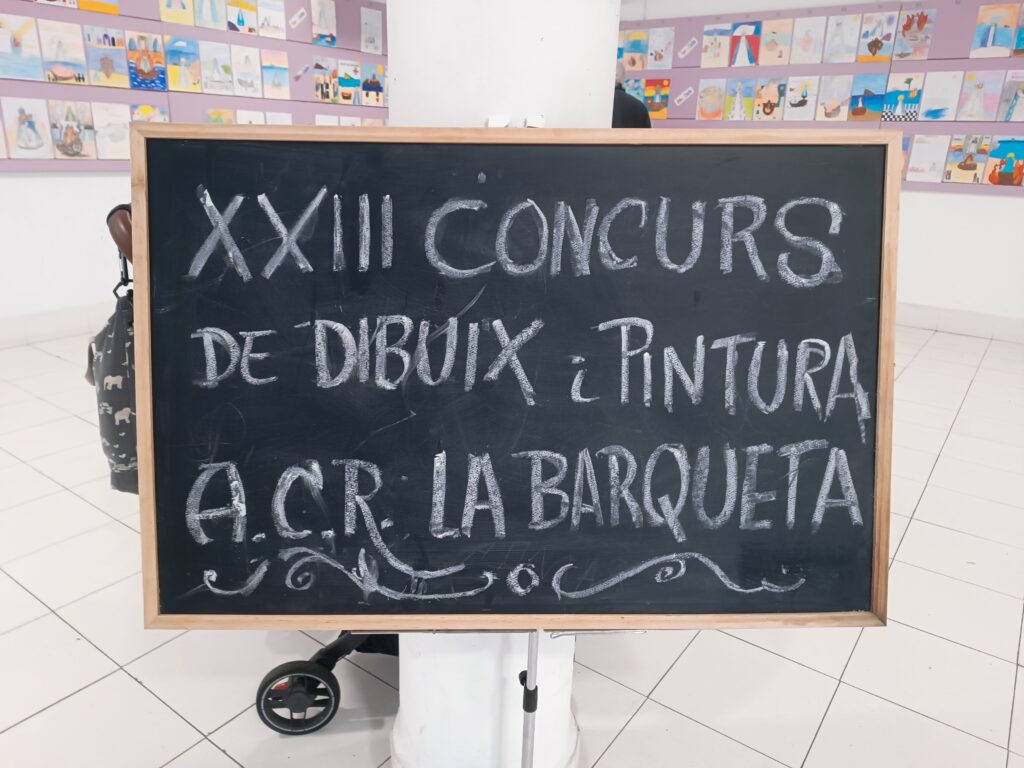 XXIII CONCURS
DE DIBUIX i PINTURA
A.C.R. LA BARQUETA